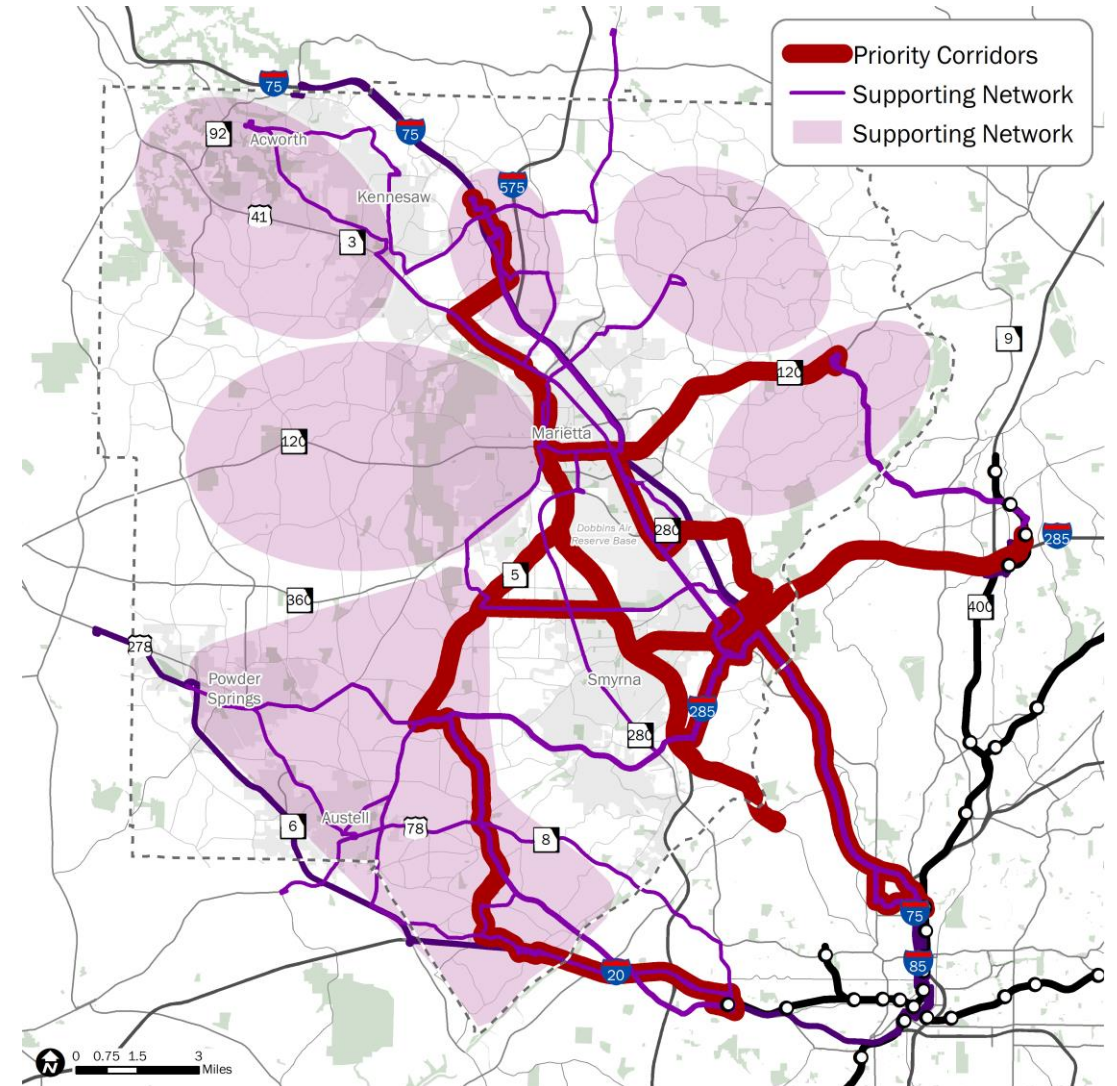 Priority Corridors
Supporting Network
Supporting Network
75
92
Acworth
75
575
Kennesaw
41
3
9
120
120
Marietta
280
Dobbins Air
Reserve Base
285
5
360
400
278
Powder
Springs
Smyrna
285
280
6
Austell
78
8
75
85
20
N
0 0.75 1.5 3
Miles